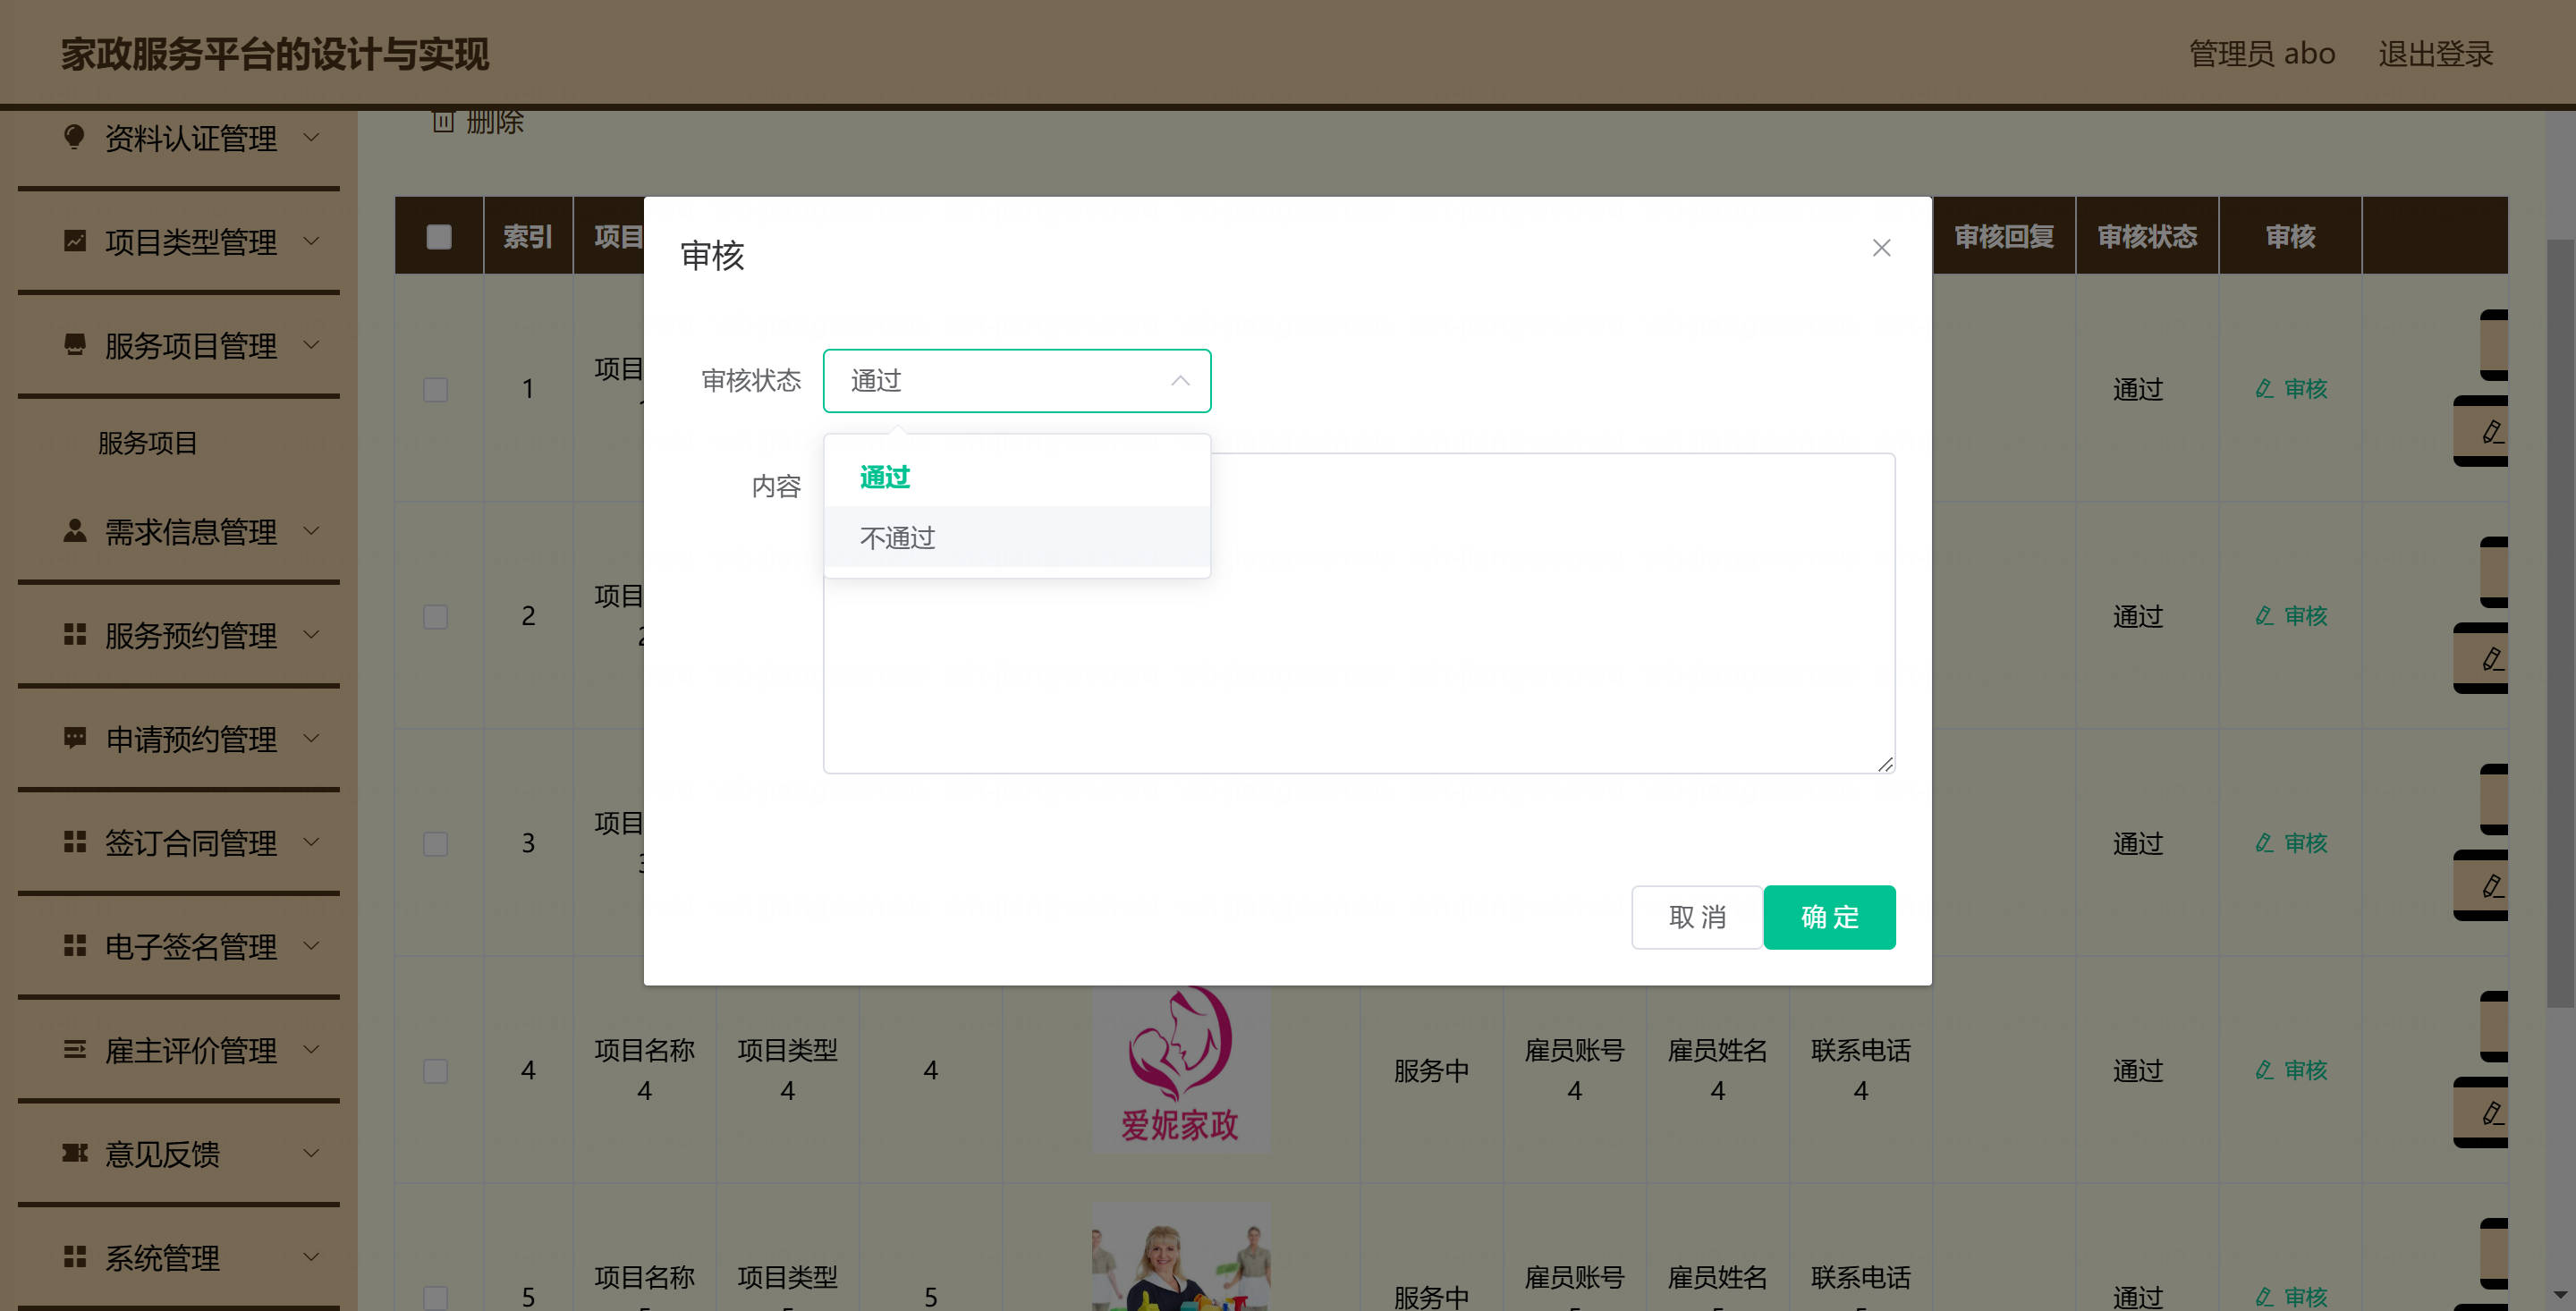 家政服务平台的设计与实现
管理员 abo 退出登录
删除
资料认证管理
项目类型管理
服务项目管理
服务项目
需求信息管理
服务预约管理
申请预约管理
签订合同管理
电子签名管理
雇主评价管理
意见反馈
系统管理
索引 项目 审核回复 审核状态 审核
审核
审核状态 通过
通过
不通过
内容
取消 确定
1 项目 通过 审核
2 项目 通过 审核
3 项目 通过 审核
4 项目名称 项目类型 4 服务中 雇员账号 雇员姓名 联系电话 通过 审核
4 4 4 4 4
爱妮家政
5 项目名称 项目类型 5 服务中 雇员账号 雇员姓名 联系电话 通过 审核